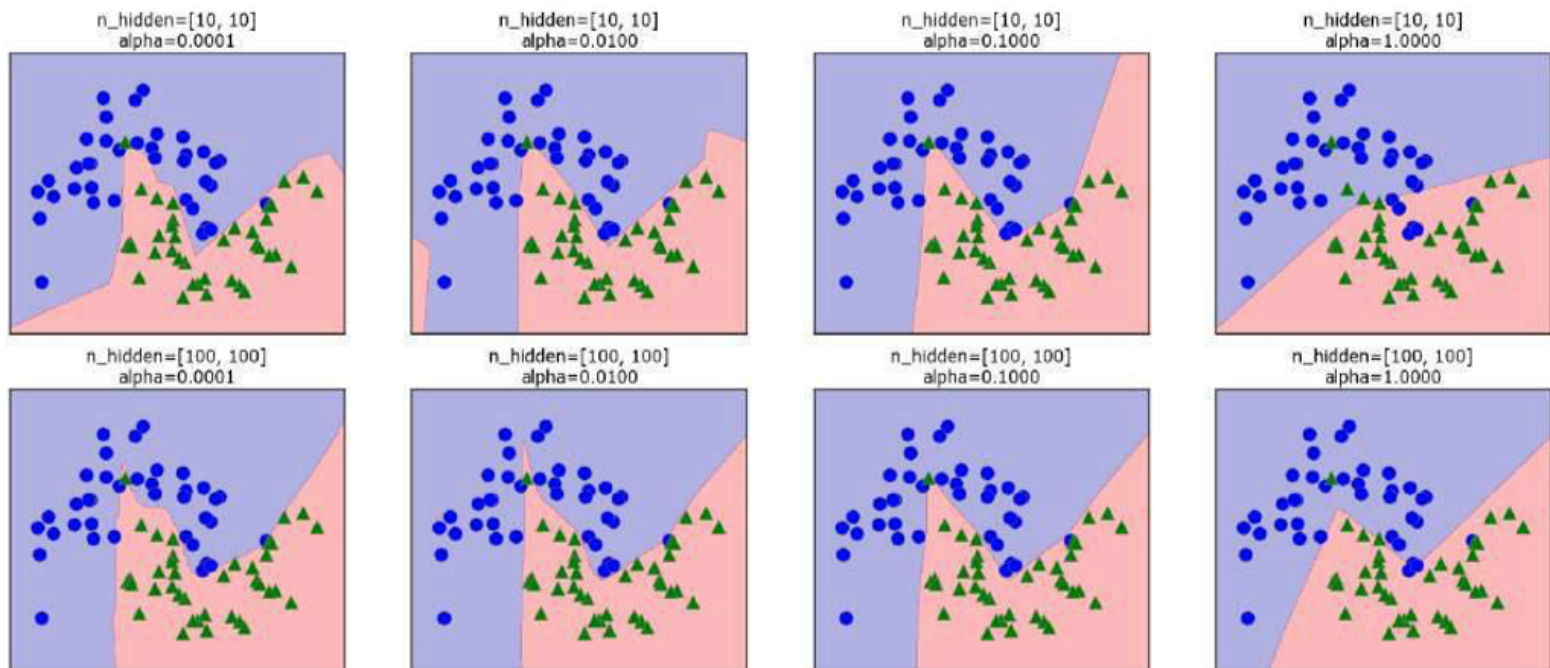 n_hidden=[10, 10]
alpha=0.0001
n_hidden=[10, 10]
alpha=0.0100
n_hidden=[10, 10]
alpha=0.1000
n_hidden=[10, 10]
alpha=1.0000
n_hidden=[100, 100]
alpha=0.0001
n_hidden=[100, 100]
alpha=0.0100
n_hidden=[100, 100]
alpha=0.1000
n_hidden=[100, 100]
alpha=1.0000